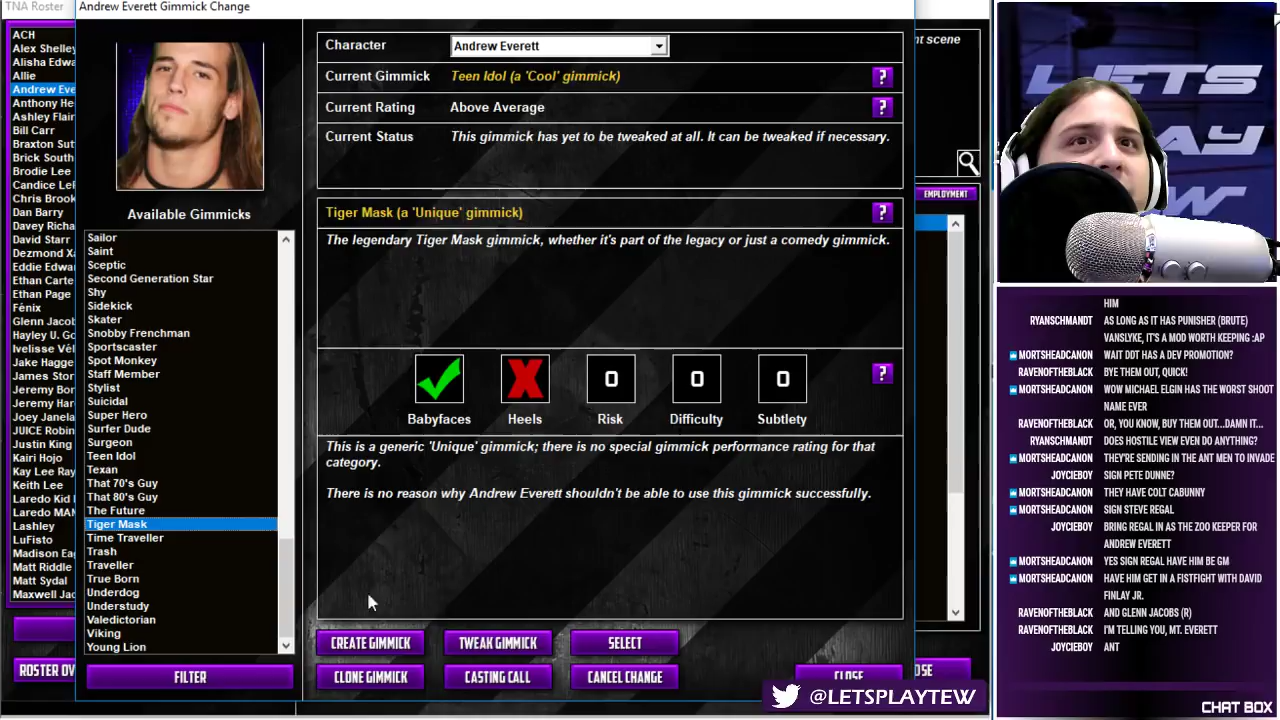 TNA Roster
Andrew Everett Gimmick Change
ACH
Alex Shelley
Alisha Edwa
Allie
Andrew Eve
Anthony He
Ashley Flair
Bill Carr
Braxton Sut
Brick South
Brodie Lee
Candice LeR
Chris Brook
Dan Barry
Davey Richa
David Starr
Dezmond Xa
Eddie Edwar
Ethan Carte
Ethan Page
Fénix
Glenn Jacob
Hayley U. Go
Ivelisse Vél
Jake Hagge
James Stor
Jeremy Bor
Jeremy Har
Joey Janela
JUICE Robin
Justin King
Kairi Hojo
Kay Lee Ray
Keith Lee
Laredo Kid
Laredo MAN
Lashley
LuFisto
Madison Eag
Matt Riddle
Matt Sydal
Maxwell Jac
ROSTER OV
Available Gimmicks
Sailor
Saint
Sceptic
Second Generation Star
Shy
Sidekick
Skater
Snobby Frenchman
Sportscaster
Spot Monkey
Staff Member
Stylist
Suicidal
Super Hero
Surfer Dude
Surgeon
Teen Idol
Texan
That 70's Guy
That 80's Guy
The Future
Tiger Mask
Time Traveller
Trash
Traveller
True Born
Underdog
Understudy
Valedictorian
Viking
Young Lion
FILTER
Character
Andrew Everett
Current Gimmick
Teen Idol (a 'Cool' gimmick)
?
Current Rating
Above Average
?
Current Status
This gimmick has yet to be tweaked at all. It can be tweaked if necessary.
Tiger Mask (a 'Unique' gimmick)
?
The legendary Tiger Mask gimmick, whether it's part of the legacy or just a comedy gimmick.
0
0
0
?
Babyfaces
Heels
Risk
Difficulty
Subtlety
This is a generic 'Unique' gimmick; there is no special gimmick performance rating for that
category.
There is no reason why Andrew Everett shouldn't be able to use this gimmick successfully.
CREATE GIMMICK
TWEAK GIMMICK
SELECT
CLONE GIMMICK
CASTING CALL
CANCEL CHANGE
CLOSE
OSE
nt scene
EMPLOYMENT
@LETSPLAYTEW
LETS
HIM
RYANSCHMANDT AS LONG AS IT HAS PUNISHER (BRUTE)
VANSLYKE, IT'S A MOD WORTH KEEPING :AP
MORTSHEADCANON WAIT DDT HAS A DEV PROMOTION?
RAVENOFTHEBLACK BYE THEM OUT, QUICK!
MORTSHEADCANON WOW MICHAEL ELGIN HAS THE WORST SHOOT
NAME EVER
RAVENOFTHEBLACK OR, YOU KNOW, BUY THEM OUT...DAMN IT...
RYANSCHMANDT DOES HOSTILE VIEW EVEN DO ANYTHING?
MORTSHEADCANON THEY'RE SENDING IN THE ANT MEN TO INVADE
JOYCIEBOY SIGN PETE DUNNE?
MORTSHEADCANON THEY HAVE COLT CABUNNY
MORTSHEADCANON SIGN STEVE REGAL
JOYCIEBOY BRING REGAL IN AS THE ZOO KEEPER FOR
ANDREW EVERETT
MORTSHEADCANON YES SIGN REGAL HAVE HIM BE GM
MORTSHEADCANON HAVE HIM GET IN A FISTFIGHT WITH DAVID
FINLAY JR.
RAVENOFTHEBLACK AND GLENN JACOBS (R)
RAVENOFTHEBLACK I'M TELLING YOU, MT. EVERETT
JOYCIEBOY ANT
CHAT BOX